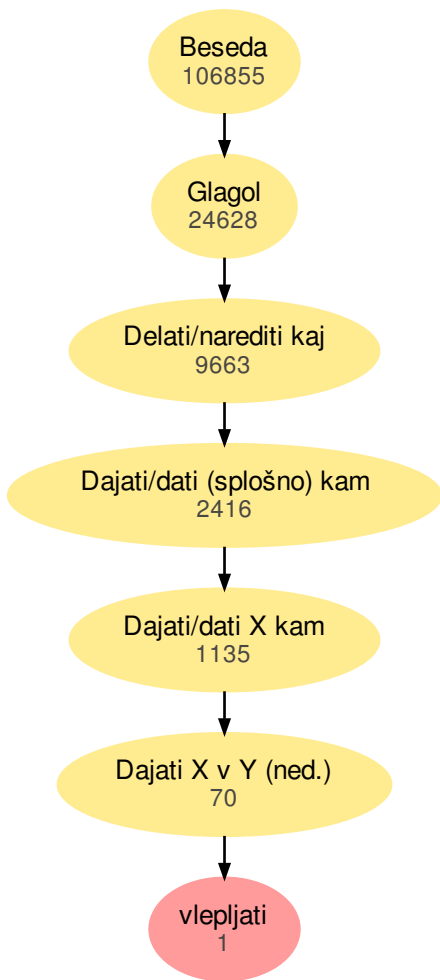 Beseda
106855
Glagol
24628
Delati/narediti kaj
9663
Dajati/dati (splošno) kam
2416
Dajati/dati X kam
1135
Dajati X v Y (ned.)
70
vlepljati
1